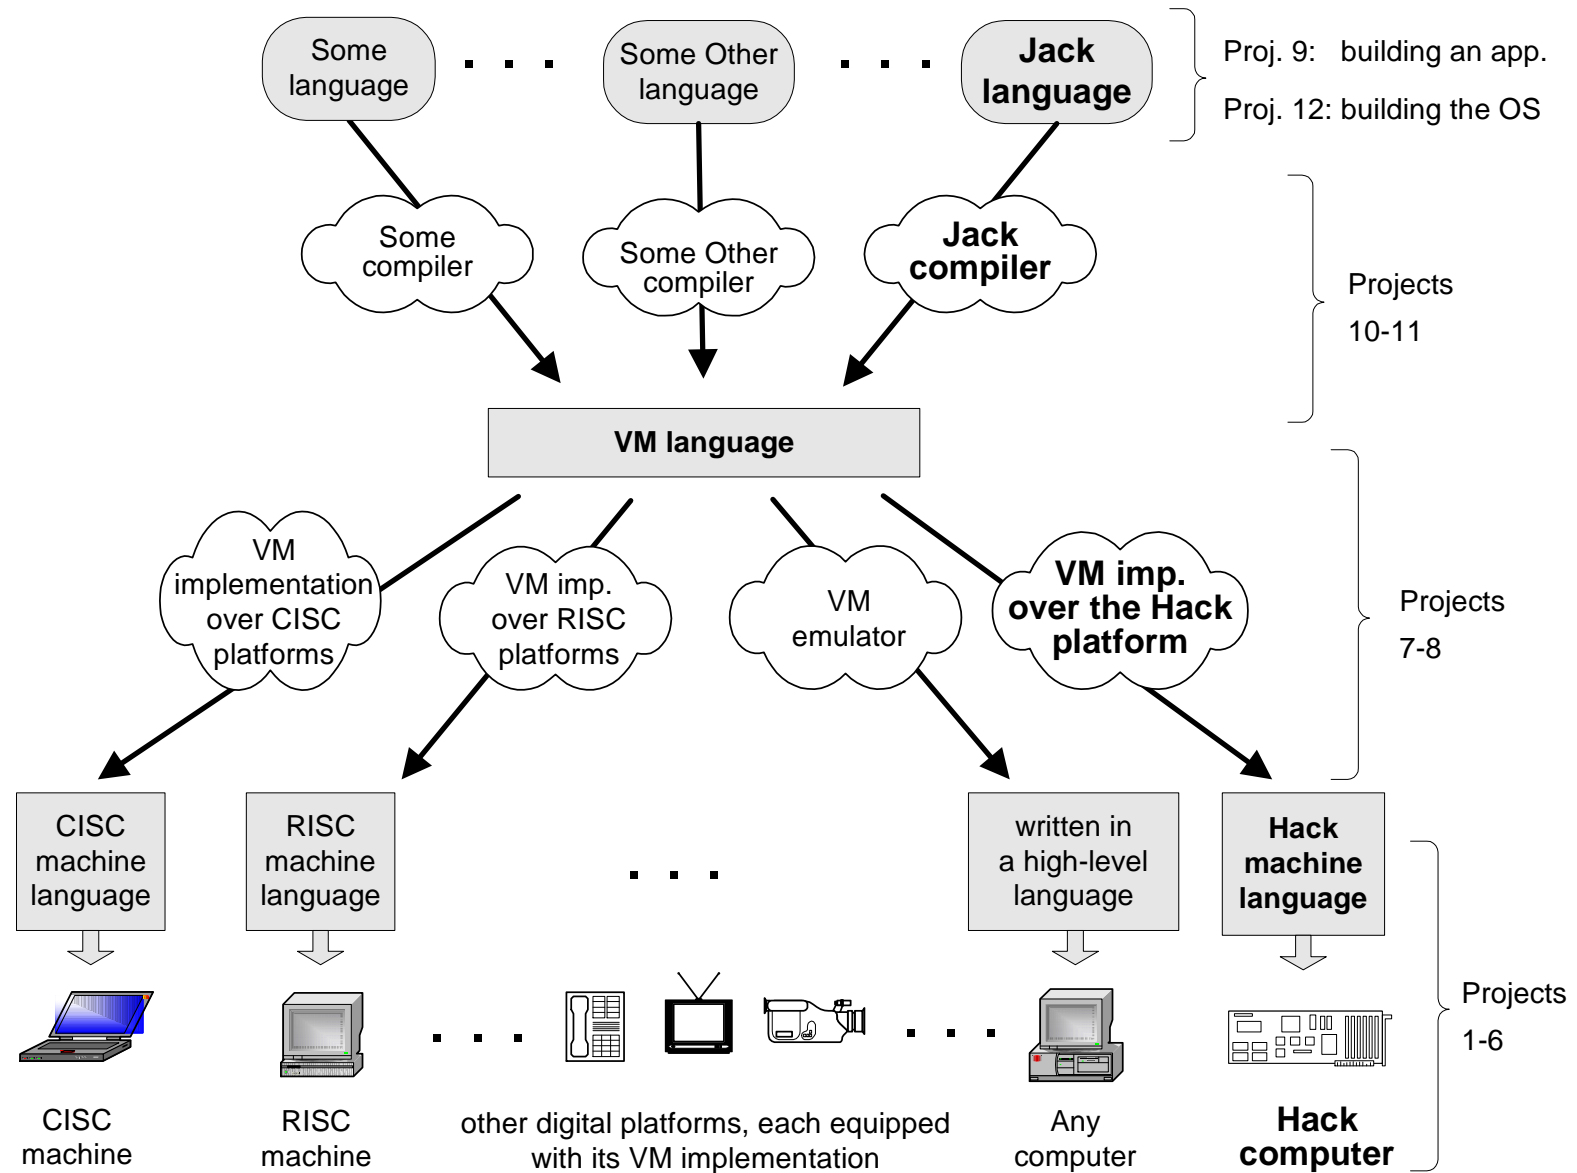 Some
language
Some Other
language
Jack
language
Proj. 9: building an app.
Proj. 12: building the OS
Some
compiler
Some Other
compiler
Jack
compiler
Projects
10-11
VM language
VM
implementation
over CISC
platforms
VM imp.
over RISC
platforms
VM
emulator
VM imp.
over the Hack
platform
Projects
7-8
CISC
machine
language
RISC
machine
language
written in
a high-level
language
Hack
machine
language
Projects
1-6
CISC
machine
RISC
machine
other digital platforms, each equipped
with its VM implementation
Any
computer
Hack
computer